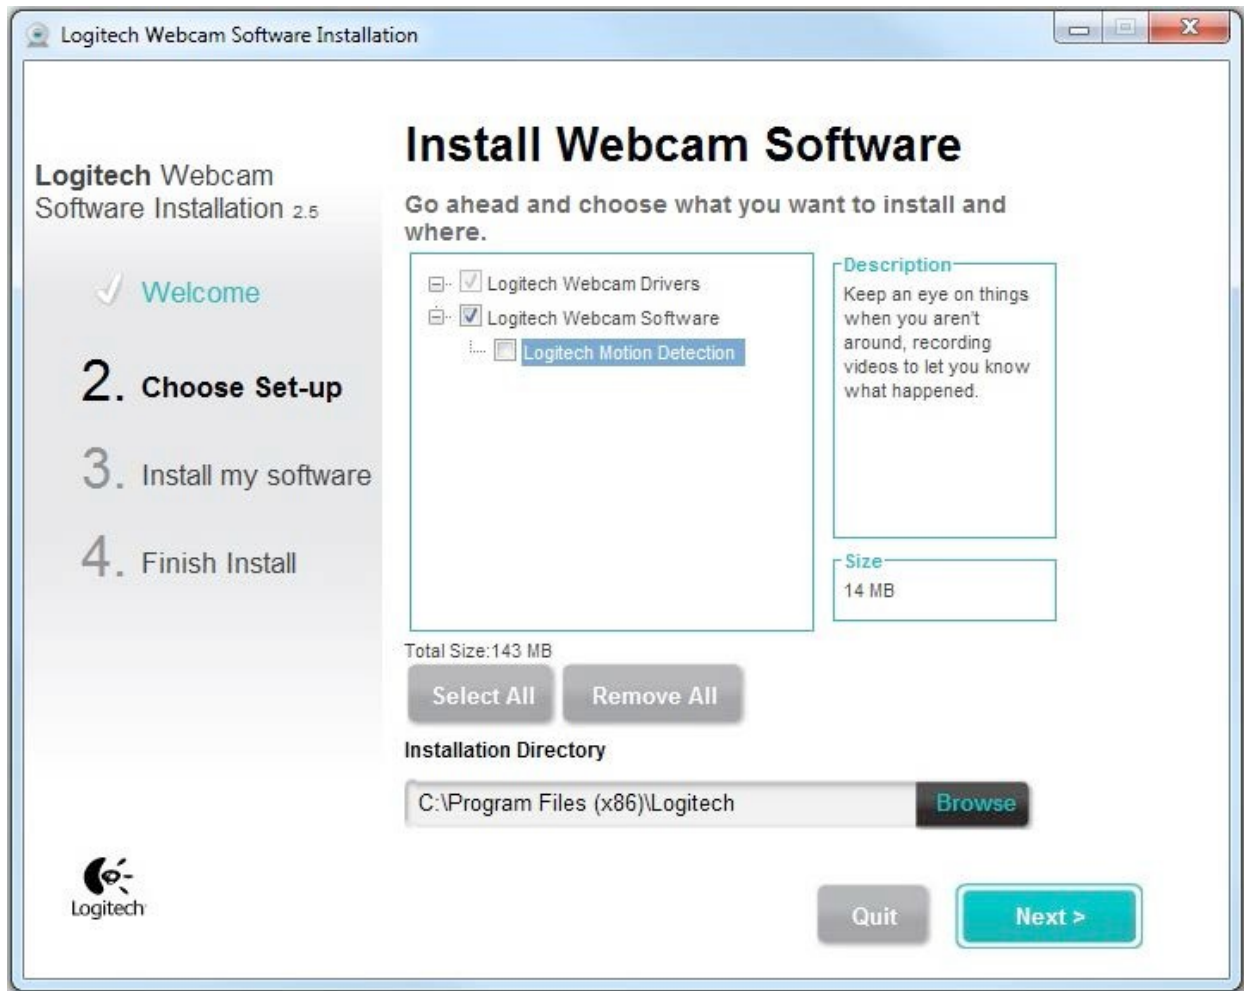 Logitech Webcam Software Installation
Logitech Webcam
Software Installation 2.5
Welcome
2. Choose Set-up
3. Install my software
4. Finish Install
Logitech
Install Webcam Software
Go ahead and choose what you want to install and
where.
Logitech Webcam Drivers
Logitech Webcam Software
Logitech Motion Detection
Description
Keep an eye on things
when you aren't
around, recording
videos to let you know
what happened.
Size
14 MB
Total Size:143 MB
Select All
Remove All
Installation Directory
C:\Program Files (x86)\Logitech
Browse
Quit
Next >